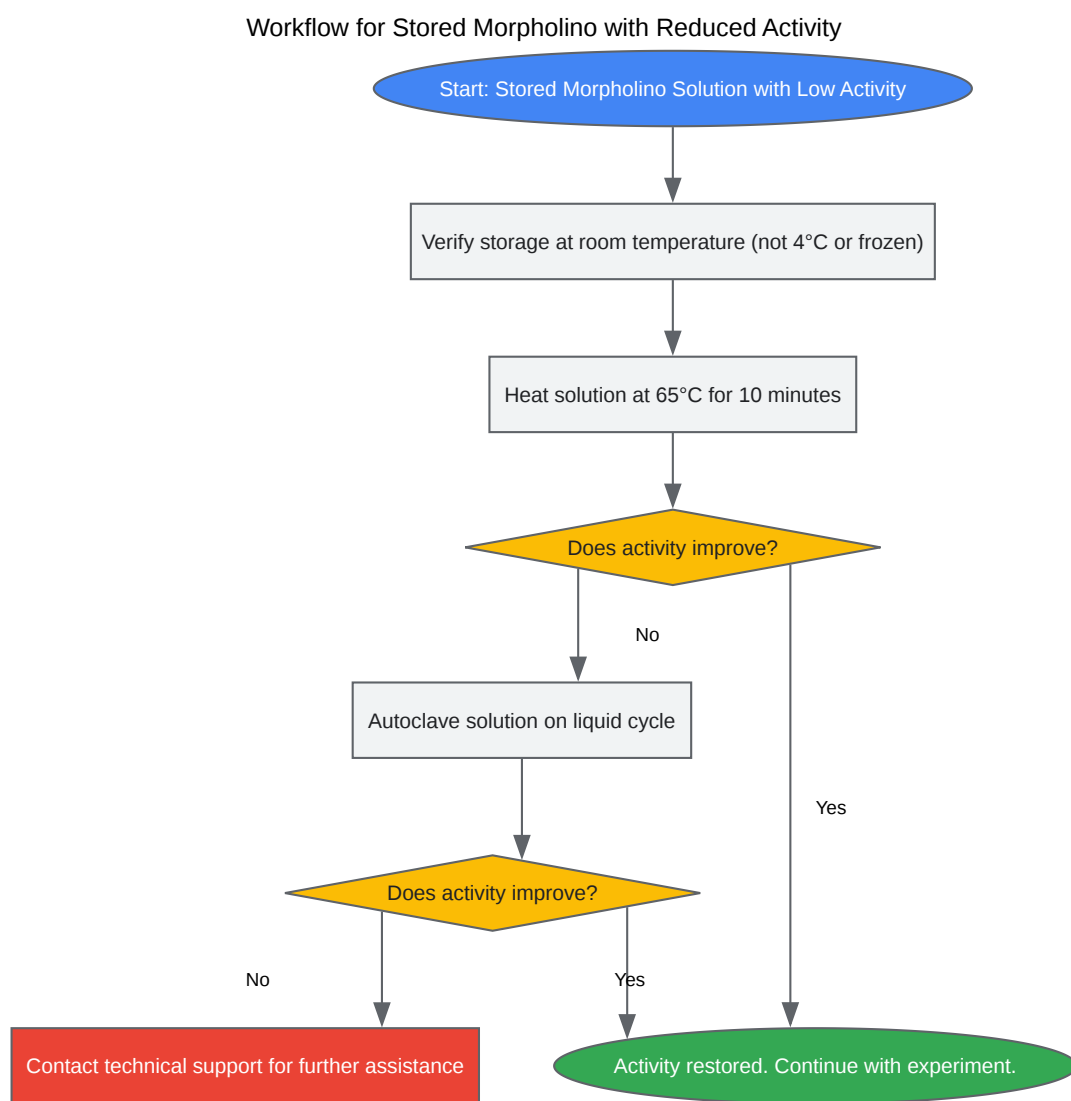 Workflow for Stored Morpholino with Reduced Activity
Start: Stored Morpholino Solution with Low Activity
Verify storage at room temperature (not 4°C or frozen)
Heat solution at 65°C for 10 minutes
Does activity improve?
No
Autoclave solution on liquid cycle
Yes
Does activity improve?
No
Yes
Contact technical support for further assistance
Activity restored. Continue with experiment.